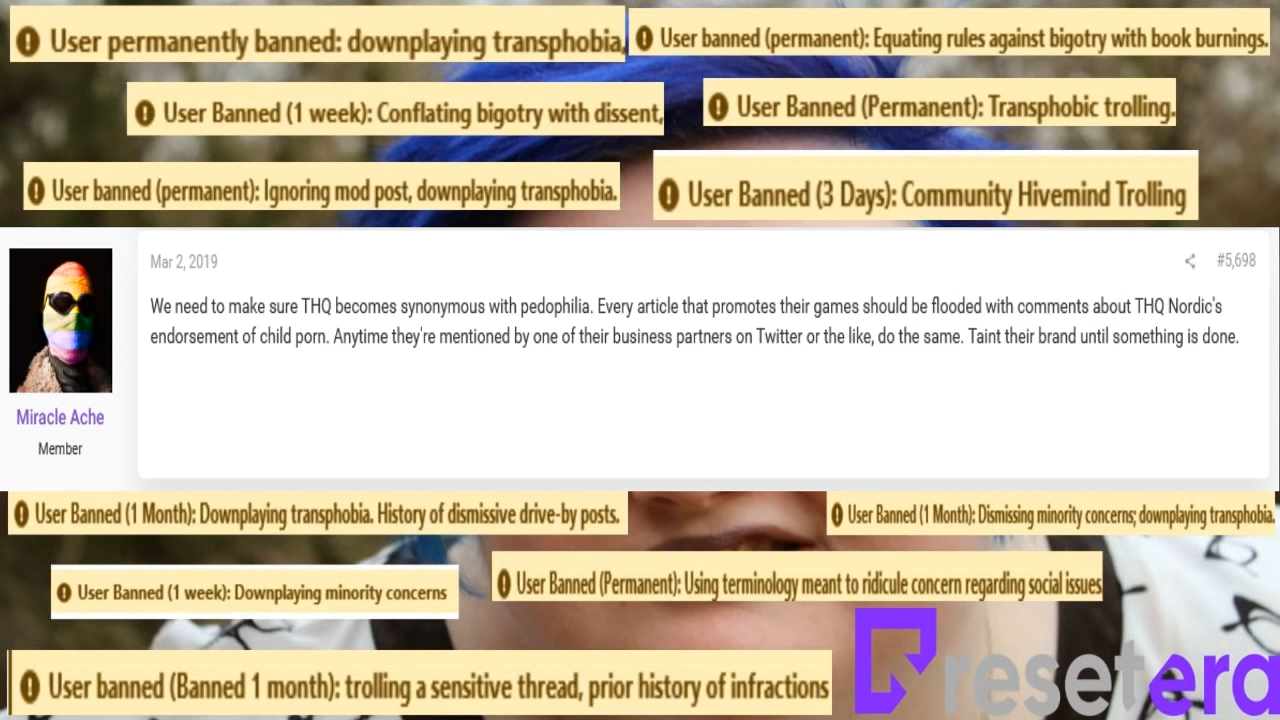 User permanently banned: downplaying transphobia,
User banned (permanent): Equating rules against bigotry with book burnings.
User Banned (1 week): Conflating bigotry with dissent,
User Banned (Permanent): Transphobic trolling.
User banned (permanent): Ignoring mod post, downplaying transphobia.
User Banned (3 Days): Community Hivemind Trolling
Mar 2, 2019
#5,698
We need to make sure THQ becomes synonymous with pedophilia. Every article that promotes their games should be flooded with comments about THQ Nordic's
endorsement of child porn. Anytime they're mentioned by one of their business partners on Twitter or the like, do the same. Taint their brand until something is done.
Miracle Ache
Member
User Banned (1 Month): Downplaying transphobia. History of dismissive drive-by posts.
User Banned (1 Month): Dismissing minority concerns; downplaying transphobia.
User Banned (1 week): Downplaying minority concerns
User Banned (Permanent): Using terminology meant to ridicule concern regarding social issues
User banned (Banned 1 month): trolling a sensitive thread, prior history of infractions
resetera